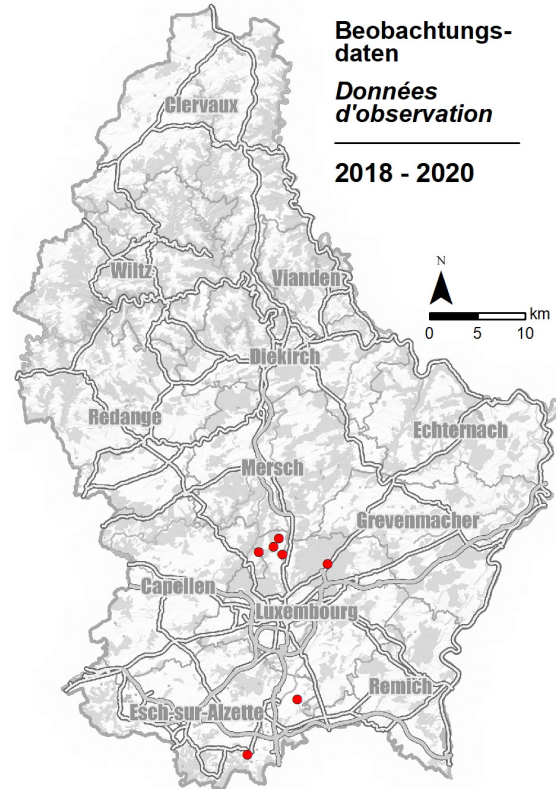 Beobachtungs-
daten
Données
d'observation
2018 - 2020
N
km
0 5 10
Clervaux
Wiltz
Vianden
Diekirch
Redange
Echternach
Mersch
Grevenmacher
Capellen
Luxembourg
Remich
Esch-sur-Alzette